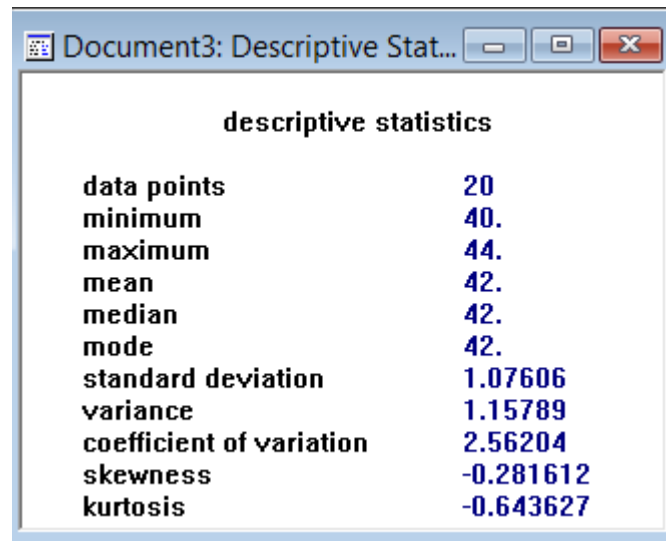 Document3: Descriptive Stat...
descriptive statistics
data points 20
minimum 40.
maximum 44.
mean 42.
median 42.
mode 42.
standard deviation 1.07606
variance 1.15789
coefficient of variation 2.56204
skewness -0.281612
kurtosis -0.643627